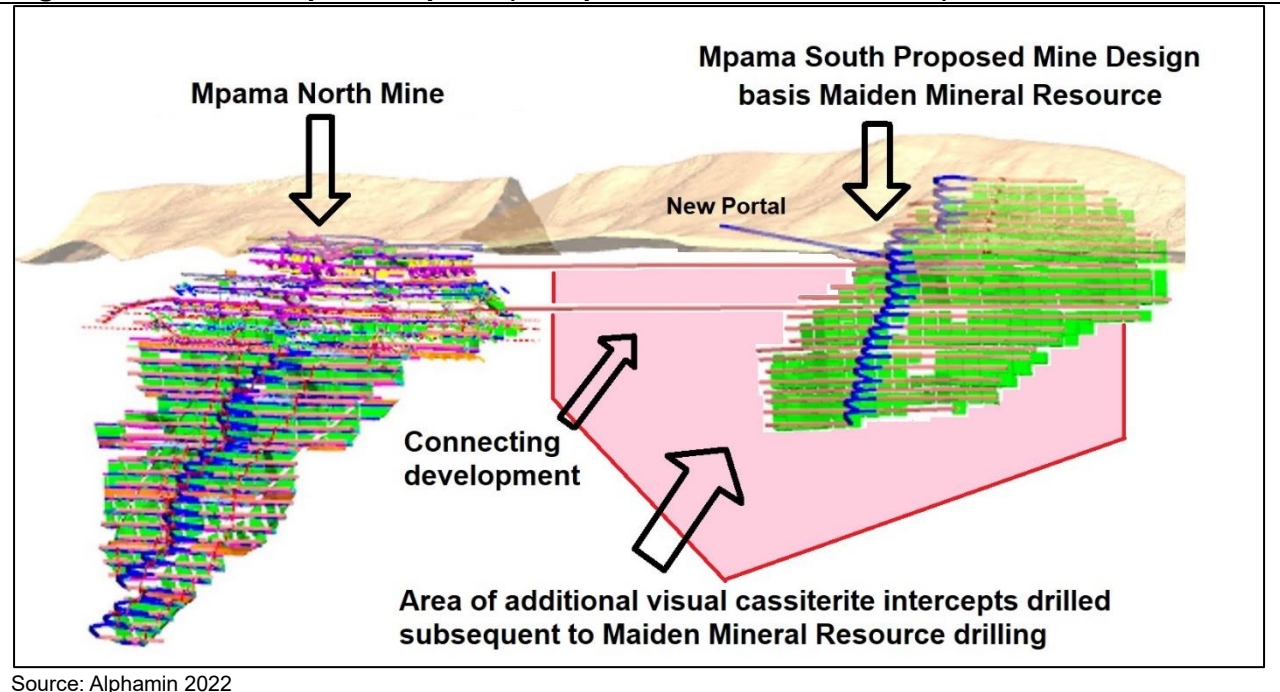 Mpama North Mine
Mpama South Proposed Mine Design
basis Maiden Mineral Resource
New Portal
Connecting
development
Area of additional visual cassiterite intercepts drilled
subsequent to Maiden Mineral Resource drilling
Source: Alphamin 2022